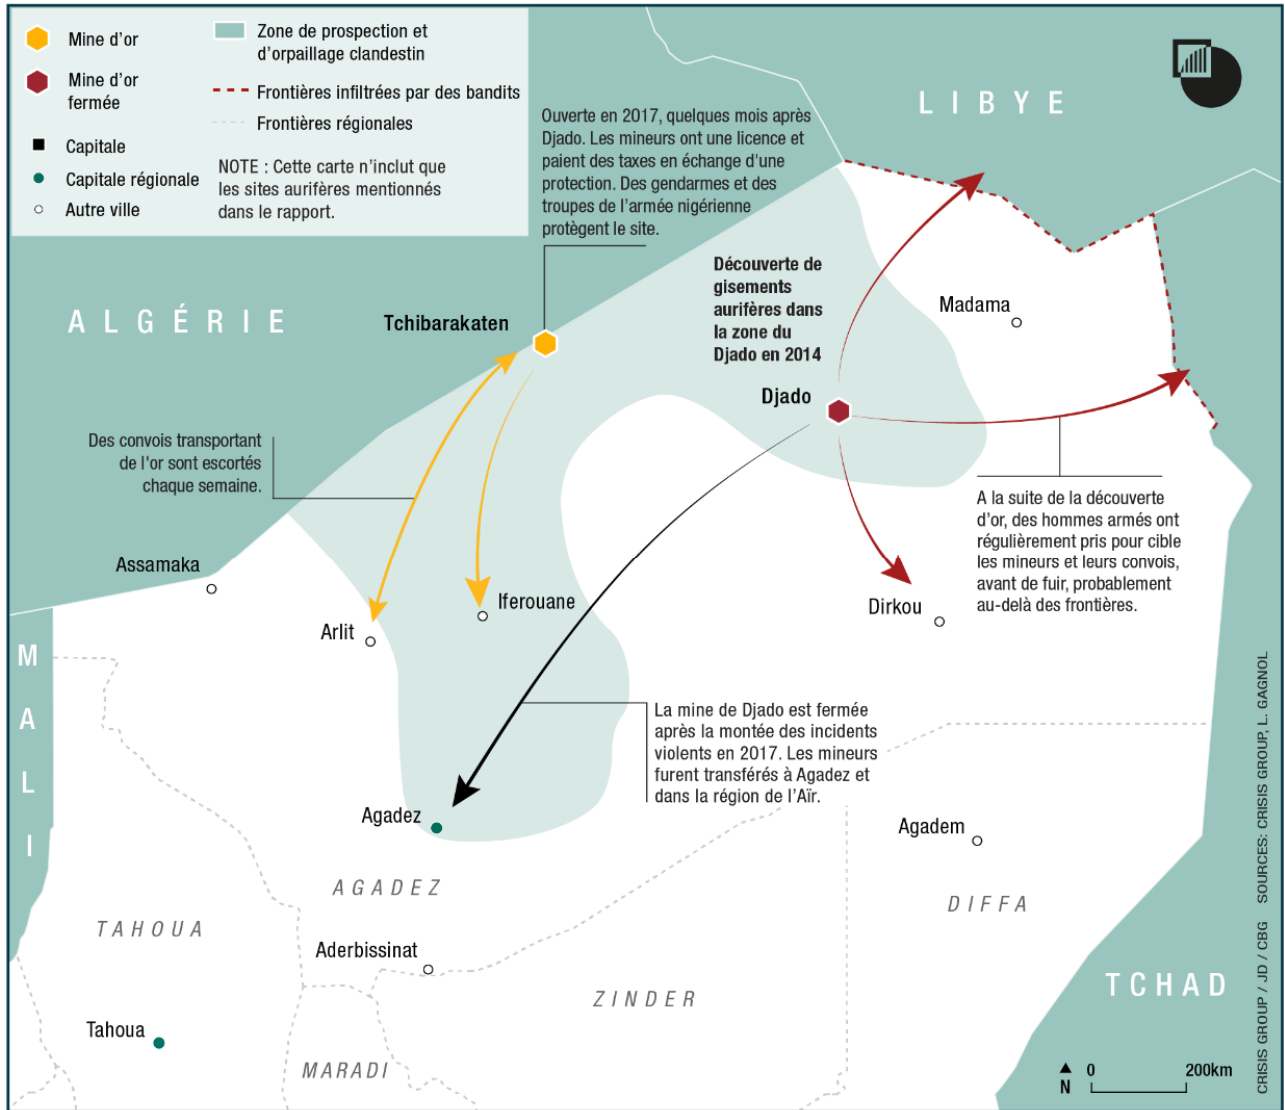 Mine d'or
Mine d'or
fermée
Capitale
Capitale régionale
Autre ville
Zone de prospection et
d'orpaillage clandestin
Frontières infiltrées par des bandits
Frontières régionales
NOTE : Cette carte n'inclut que
les sites aurifères mentionnés
dans le rapport.
Ouverte en 2017, quelques mois après
Djado. Les mineurs ont une licence et
paient des taxes en échange d'une
protection. Des gendarmes et des
troupes de l'armée nigérienne
protègent le site.
LIBYE
ALGÉRIE
Tchibarakaten
Découverte de
gisements
aurifères dans
la zone du
Djado en 2014
Madama
Djado
Des convois transportant
de l'or sont escortés
chaque semaine.
A la suite de la découverte
d'or, des hommes armés ont
régulièrement pris pour cible
les mineurs et leurs convois,
avant de fuir, probablement
au-delà des frontières.
Assamaka
Iferouane
Arlit
Dirkou
MALI
La mine de Djado est fermée
après la montée des incidents
violents en 2017. Les mineurs
furent transférés à Agadez et
dans la région de l'Aïr.
Agadez
Agadem
AGADEZ
DIFFA
TAHOUA
Aderbissinat
ZINDER
TCHAD
Tahoua
MARADI
N
0 200km
CRISIS GROUP / JD / CBG SOURCES: CRISIS GROUP, L. GAGNOL